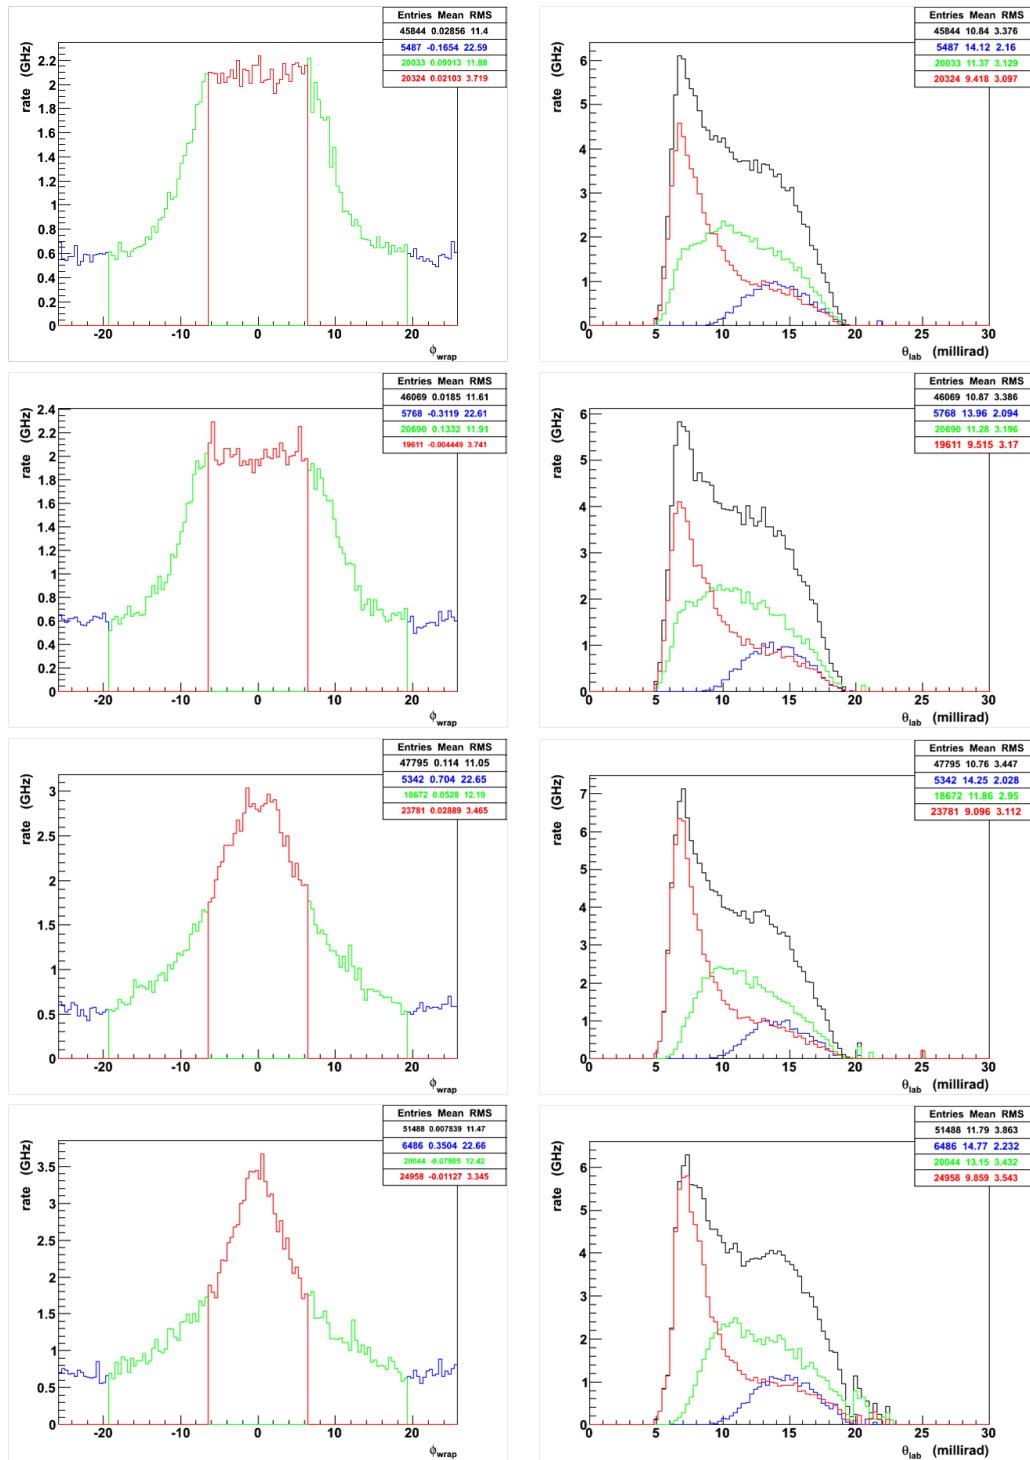 Entries Mean RMS
45844 0.02856 11.4
5487 -0.1654 22.59
20033 0.09013 11.88
20324 0.02103 3.719
rate (GHz)
2.2
2
1.8
1.6
1.4
1.2
1
0.8
0.6
0.4
0.2
0
-20 -10 0 10 20
ϕwrap
Entries Mean RMS
45844 10.84 3.376
5487 14.12 2.16
20033 11.37 3.129
20324 9.418 3.097
rate (GHz)
6
5
4
3
2
1
0
0 5 10 15 20 25 30
θlab (millirad)
Entries Mean RMS
46069 0.0185 11.61
5768 -0.3119 22.61
20690 0.1332 11.91
19611 -0.004449 3.741
rate (GHz)
2.4
2.2
2
1.8
1.6
1.4
1.2
1
0.8
0.6
0.4
0.2
0
-20 -10 0 10 20
ϕwrap
Entries Mean RMS
46069 10.87 3.386
5768 13.96 2.094
20690 11.28 3.196
19611 9.515 3.17
rate (GHz)
6
5
4
3
2
1
0
0 5 10 15 20 25 30
θlab (millirad)
Entries Mean RMS
47795 0.114 11.05
5342 0.704 22.65
18672 0.0528 12.19
23781 0.02889 3.465
rate (GHz)
3
2.5
2
1.5
1
0.5
0
-20 -10 0 10 20
ϕwrap
Entries Mean RMS
47795 10.76 3.447
5342 14.25 2.028
18672 11.86 2.95
23781 9.096 3.112
rate (GHz)
7
6
5
4
3
2
1
0
0 5 10 15 20 25 30
θlab (millirad)
Entries Mean RMS
51488 0.007839 11.47
6486 0.3504 22.66
20044 -0.07805 12.42
24958 -0.01127 3.345
rate (GHz)
3.5
3
2.5
2
1.5
1
0.5
0
-20 -10 0 10 20
ϕwrap
Entries Mean RMS
51488 11.79 3.863
6486 14.77 2.232
20044 13.15 3.432
24958 9.859 3.543
rate (GHz)
6
5
4
3
2
1
0
0 5 10 15 20 25 30
θlab (millirad)